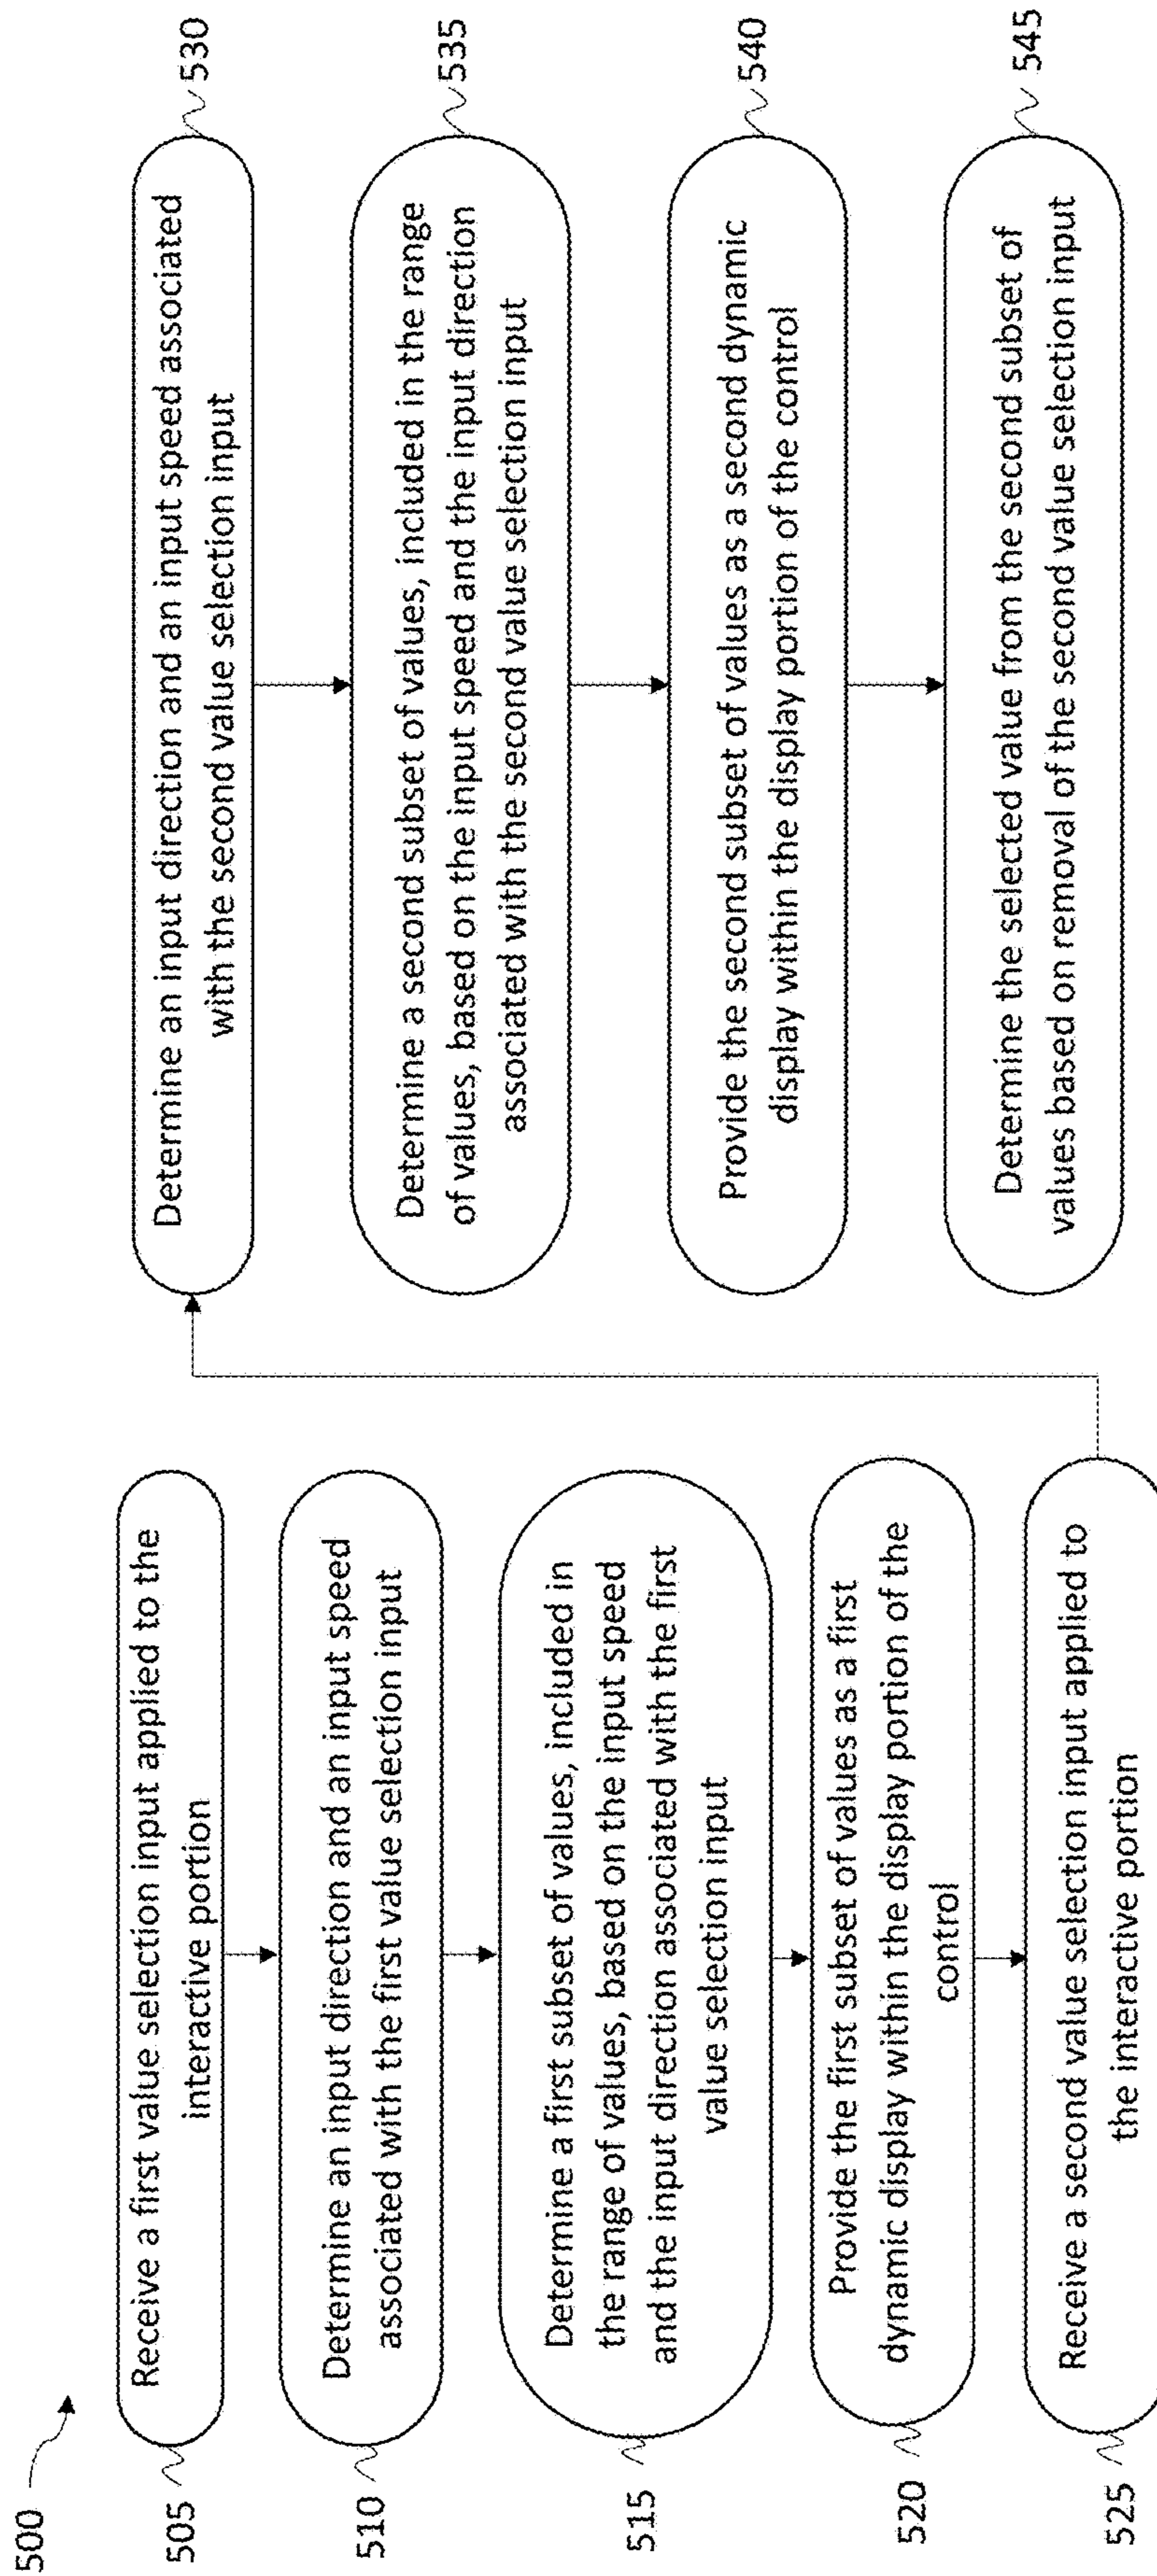 500
505
Receive a first value selection input applied to the
interactive portion
510
Determine an input direction and an input speed
associated with the first value selection input
515
Determine a first subset of values, included in
the range of values, based on the input speed
and the input direction associated with the first
value selection input
520
Provide the first subset of values as a first
dynamic display within the display portion of the
control
525
Receive a second value selection input applied to
the interactive portion
530
Determine an input direction and an input speed associated
with the second value selection input
535
Determine a second subset of values, included in the range
of values, based on the input speed and the input direction
associated with the second value selection input
540
Provide the second subset of values as a second dynamic
display within the display portion of the control
545
Determine the selected value from the second subset of
values based on removal of the second value selection input